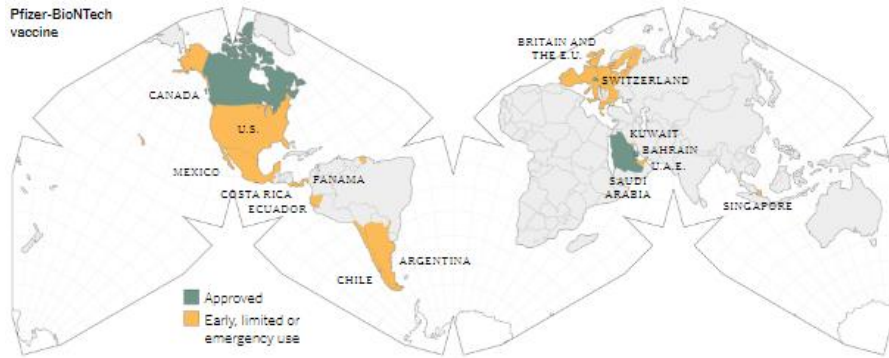 Pfizer-BioNTech
vaccine
BRITAIN AND
THE E.U.
SWITZERLAND
CANADA
U.S.
KUWAIT
BAHRAIN
U.A.E.
MEXICO
PANAMA
COSTA RICA
SAUDI
ARABIA
ECUADOR
SINGAPORE
ARGENTINA
CHILE
Approved
Early, limited or
emergency use